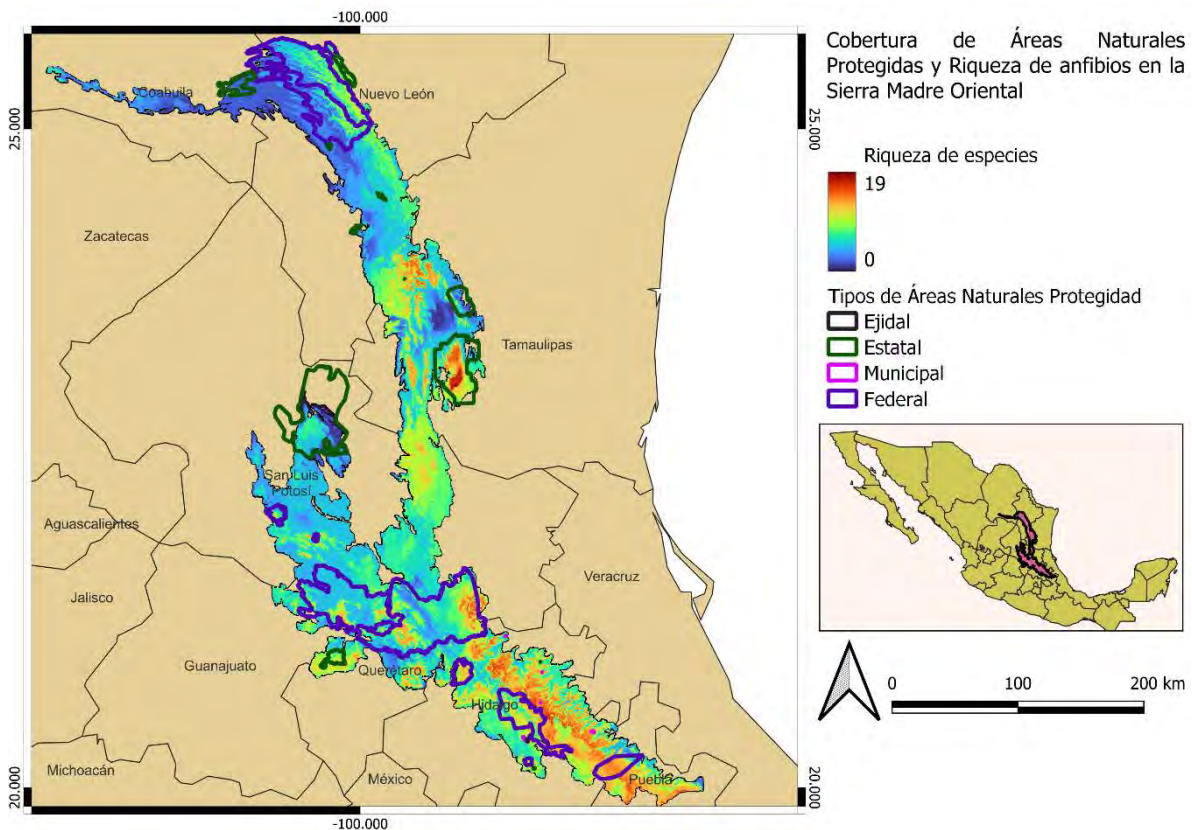 -100.000
Cobertura de Áreas Naturales
Protegidas y Riqueza de anfibios en la
Sierra Madre Oriental
Coahuila
Nuevo León
25.000
25.000
Riqueza de especies
19
0
Zacatecas
Tipos de Áreas Naturales Protegidad
Ejidal
Estatal
Municipal
Federal
Tamaulipas
San Luis
Potosí
Aguascalientes
Veracruz
Jalisco
Guanajuato
Querétaro
Hidalgo
0 100 200 km
Michoacán
México
Puebla
20.000
20.000
-100.000